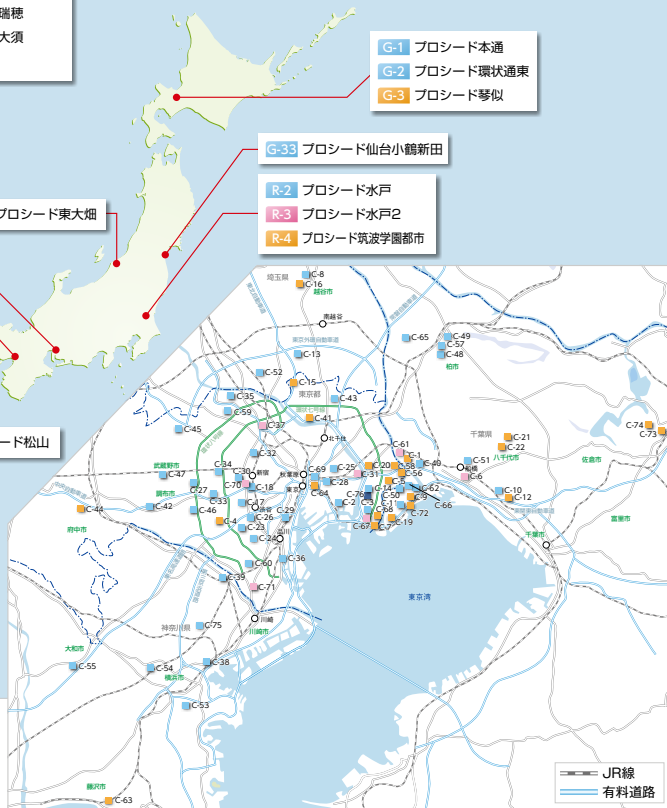 瑞穂
大須
G-1 プロシード本通
G-2 プロシード環状通東
G-3 プロシード琴似
G-33 プロシード仙台小鶴新田
R-2 プロシード水戸
R-3 プロシード水戸2
R-4 プロシード筑波学園都市
プロシード東大畑
ード松山
埼玉県
C-8
C-16
越谷市
南越谷
東京外環自動車道
C-13
C-65
C-49
C-57
C-48
柏市
C-52
C-15
東京都
C-35
C-59
C-43
C-41
C-37
C-45
北千住
千葉県
C-74
C-73
C-21
C-22
八千代市
佐倉市
C-61
C-32
武蔵野市
C-47
C-34
C-30
新宿
秋葉原
C-69
C-25
C-31
C-20
C-58
C-56
C-40
船橋
C-51
C-6
調布市
C-27
C-70
C-18
東京
C-64
C-28
C-76
C-14
C-5
C-62
C-10
C-12
C-33
C-17
渋谷
C-2
C-3
C-50
C-9
C-66
C-44
府中市
C-42
C-46
C-4
C-26
C-29
C-23
C-68
C-72
C-67
C-7
C-19
富里市
千葉市
C-24
品川
C-36
C-60
C-39
C-71
東京湾
川崎
神奈川県
C-75
川崎市
大和市
C-55
C-54
横浜市
C-38
C-53
藤沢市
C-63
JR線
有料道路